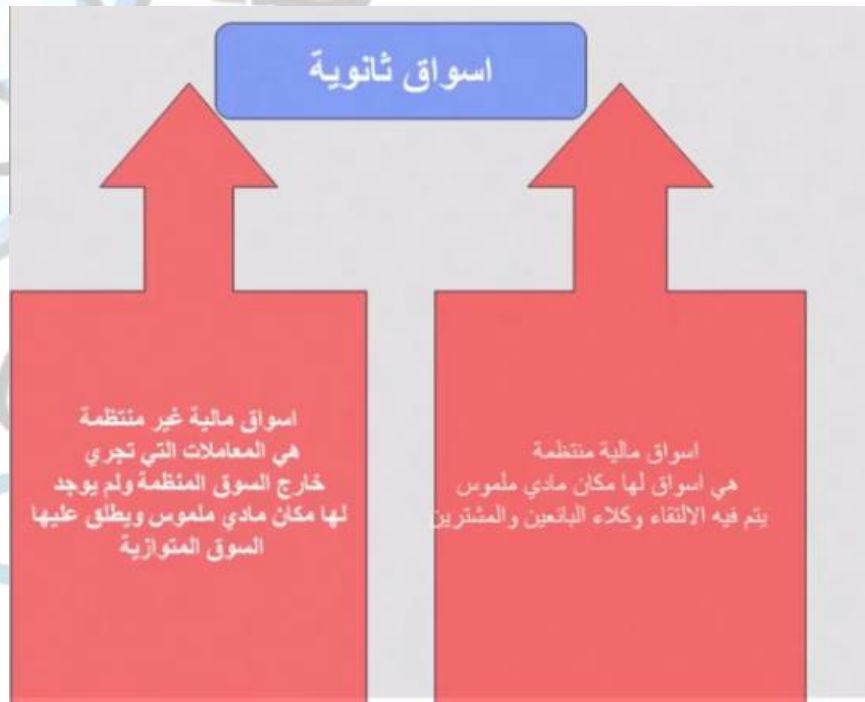 اسواق ثانوية
اسواق مالية منتظمة
هي اسواق لها مكان مادي ملموس
يتم فيه الالتقاء وكلاء البائعين والمشترين
اسواق مالية غير منتظمة
هي المعاملات التي تجري
خارج السوق المنظمة ولم يوجد
لها مكان مادي ملموس ويطلق عليها
السوق المتوازية